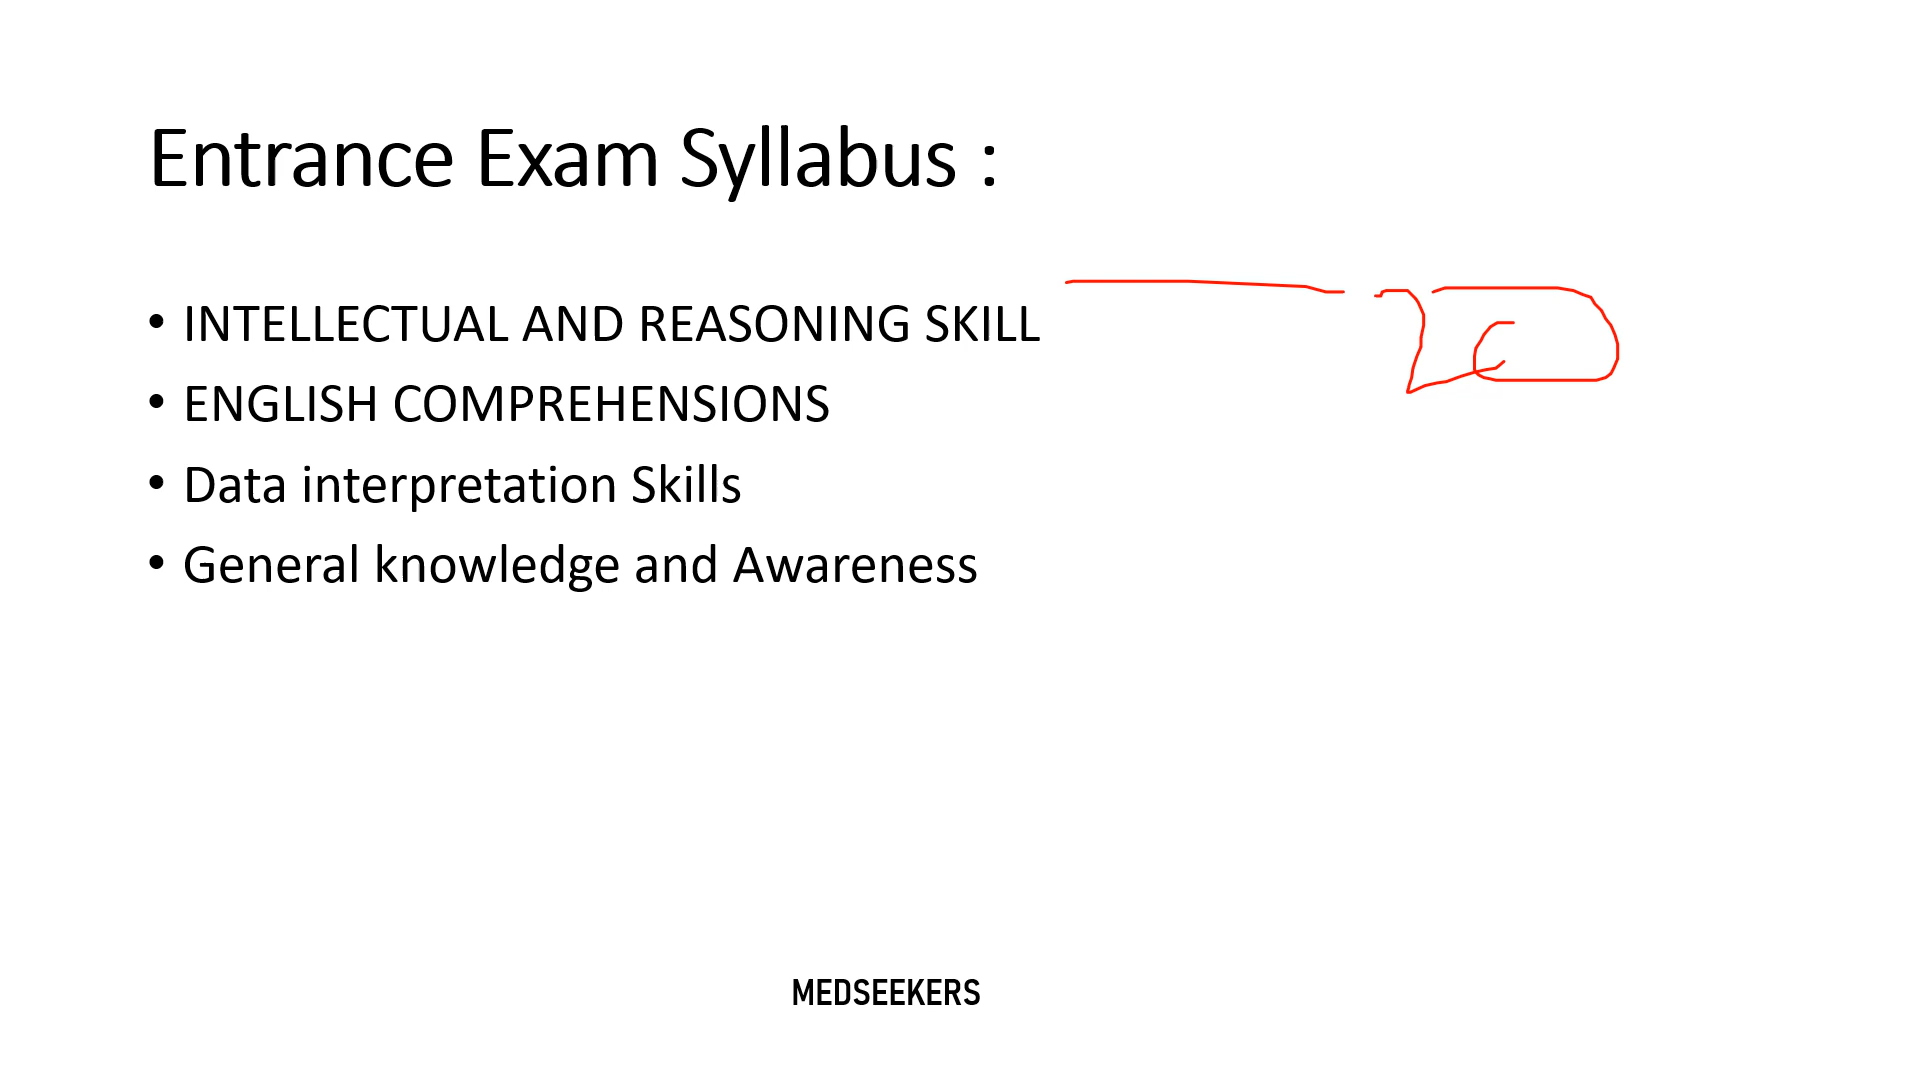 Entrance Exam Syllabus :
• INTELLECTUAL AND REASONING SKILL
• ENGLISH COMPREHENSIONS
• Data interpretation Skills
• General knowledge and Awareness
MEDSEEKERS